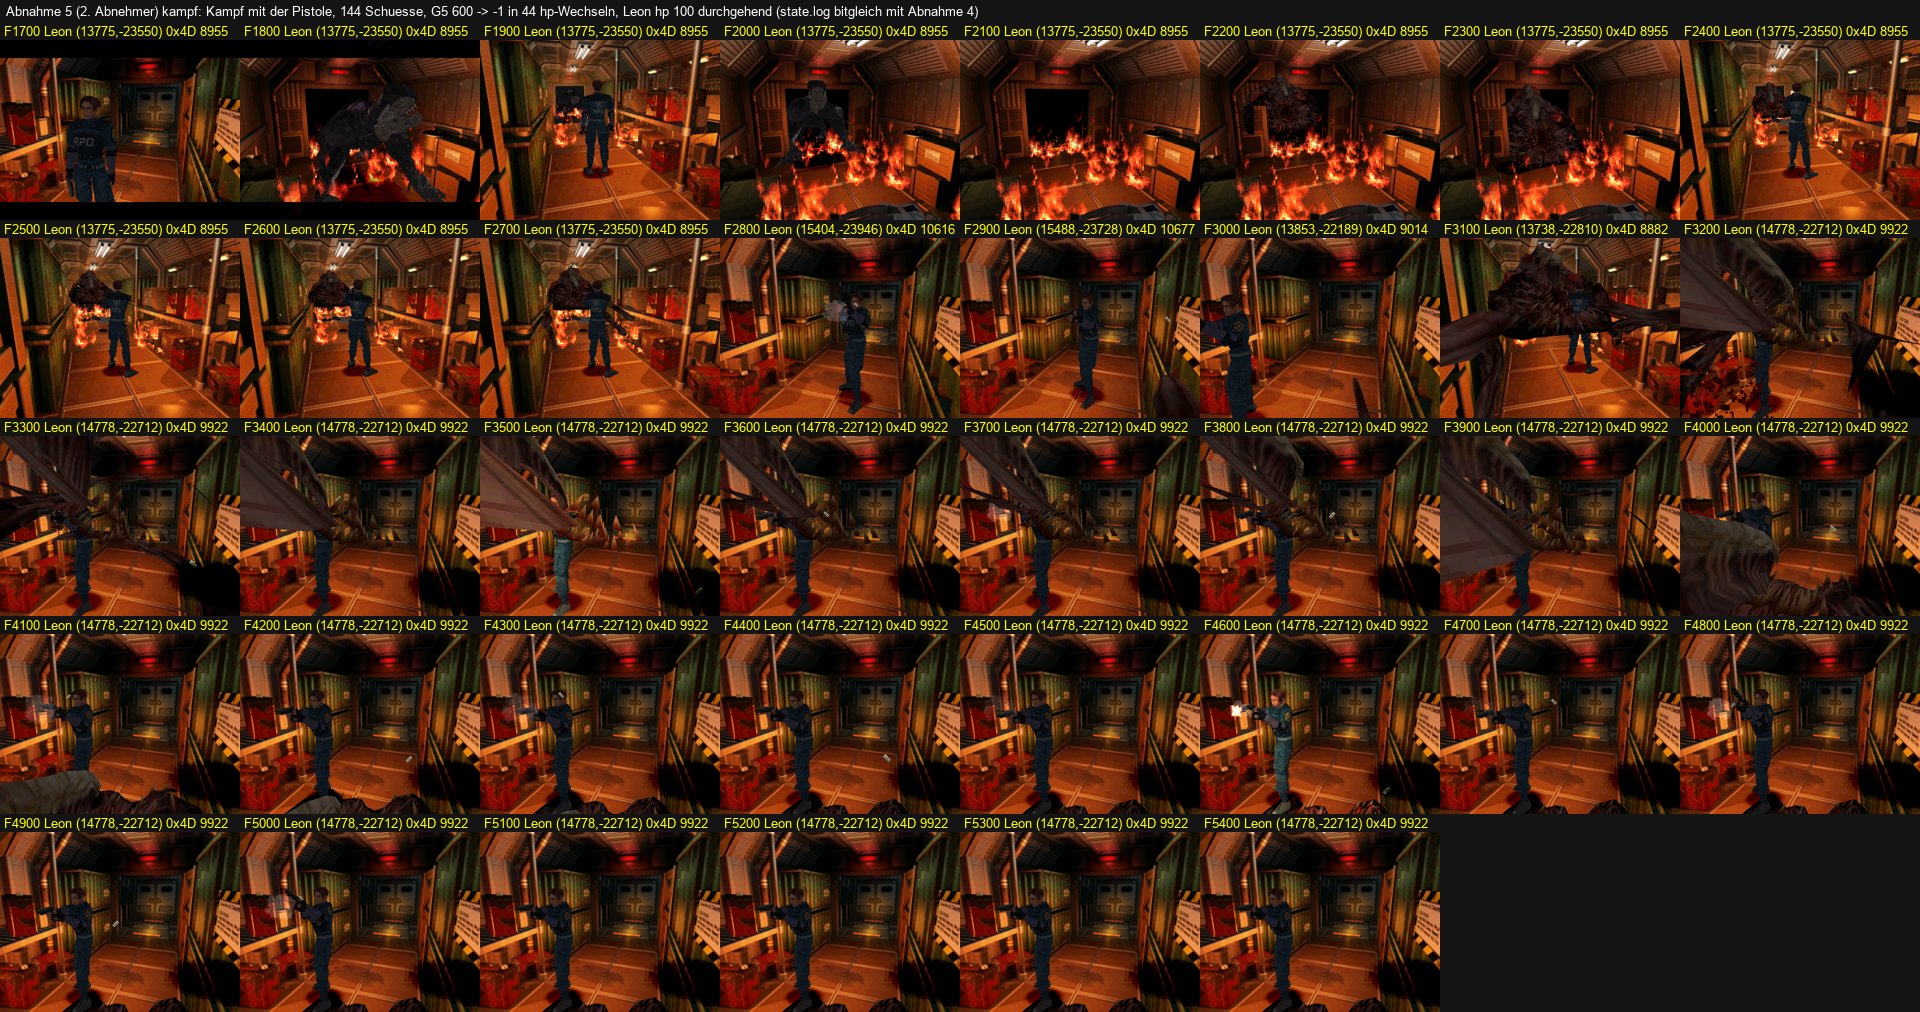 Abnahme 5 (2. Abnehmer) kampf: Kampf mit der Pistole, 144 Schuesse, G5 600 -> -1 in 44 hp-Wechseln, Leon hp 100 durchgehend (state.log bitgleich mit Abnahme 4)
F1700 Leon (13775,-23550) 0x4D 8955
F1800 Leon (13775,-23550) 0x4D 8955
F1900 Leon (13775,-23550) 0x4D 8955
F2000 Leon (13775,-23550) 0x4D 8955
F2100 Leon (13775,-23550) 0x4D 8955
F2200 Leon (13775,-23550) 0x4D 8955
F2300 Leon (13775,-23550) 0x4D 8955
F2400 Leon (13775,-23550) 0x4D 8955
R.P.D.
F2500 Leon (13775,-23550) 0x4D 8955
F2600 Leon (13775,-23550) 0x4D 8955
F2700 Leon (13775,-23550) 0x4D 8955
F2800 Leon (15404,-23946) 0x4D 10616
F2900 Leon (15488,-23728) 0x4D 10677
F3000 Leon (13853,-22189) 0x4D 9014
F3100 Leon (13738,-22810) 0x4D 8882
F3200 Leon (14778,-22712) 0x4D 9922
F3300 Leon (14778,-22712) 0x4D 9922
F3400 Leon (14778,-22712) 0x4D 9922
F3500 Leon (14778,-22712) 0x4D 9922
F3600 Leon (14778,-22712) 0x4D 9922
F3700 Leon (14778,-22712) 0x4D 9922
F3800 Leon (14778,-22712) 0x4D 9922
F3900 Leon (14778,-22712) 0x4D 9922
F4000 Leon (14778,-22712) 0x4D 9922
F4100 Leon (14778,-22712) 0x4D 9922
F4200 Leon (14778,-22712) 0x4D 9922
F4300 Leon (14778,-22712) 0x4D 9922
F4400 Leon (14778,-22712) 0x4D 9922
F4500 Leon (14778,-22712) 0x4D 9922
F4600 Leon (14778,-22712) 0x4D 9922
F4700 Leon (14778,-22712) 0x4D 9922
F4800 Leon (14778,-22712) 0x4D 9922
F4900 Leon (14778,-22712) 0x4D 9922
F5000 Leon (14778,-22712) 0x4D 9922
F5100 Leon (14778,-22712) 0x4D 9922
F5200 Leon (14778,-22712) 0x4D 9922
F5300 Leon (14778,-22712) 0x4D 9922
F5400 Leon (14778,-22712) 0x4D 9922